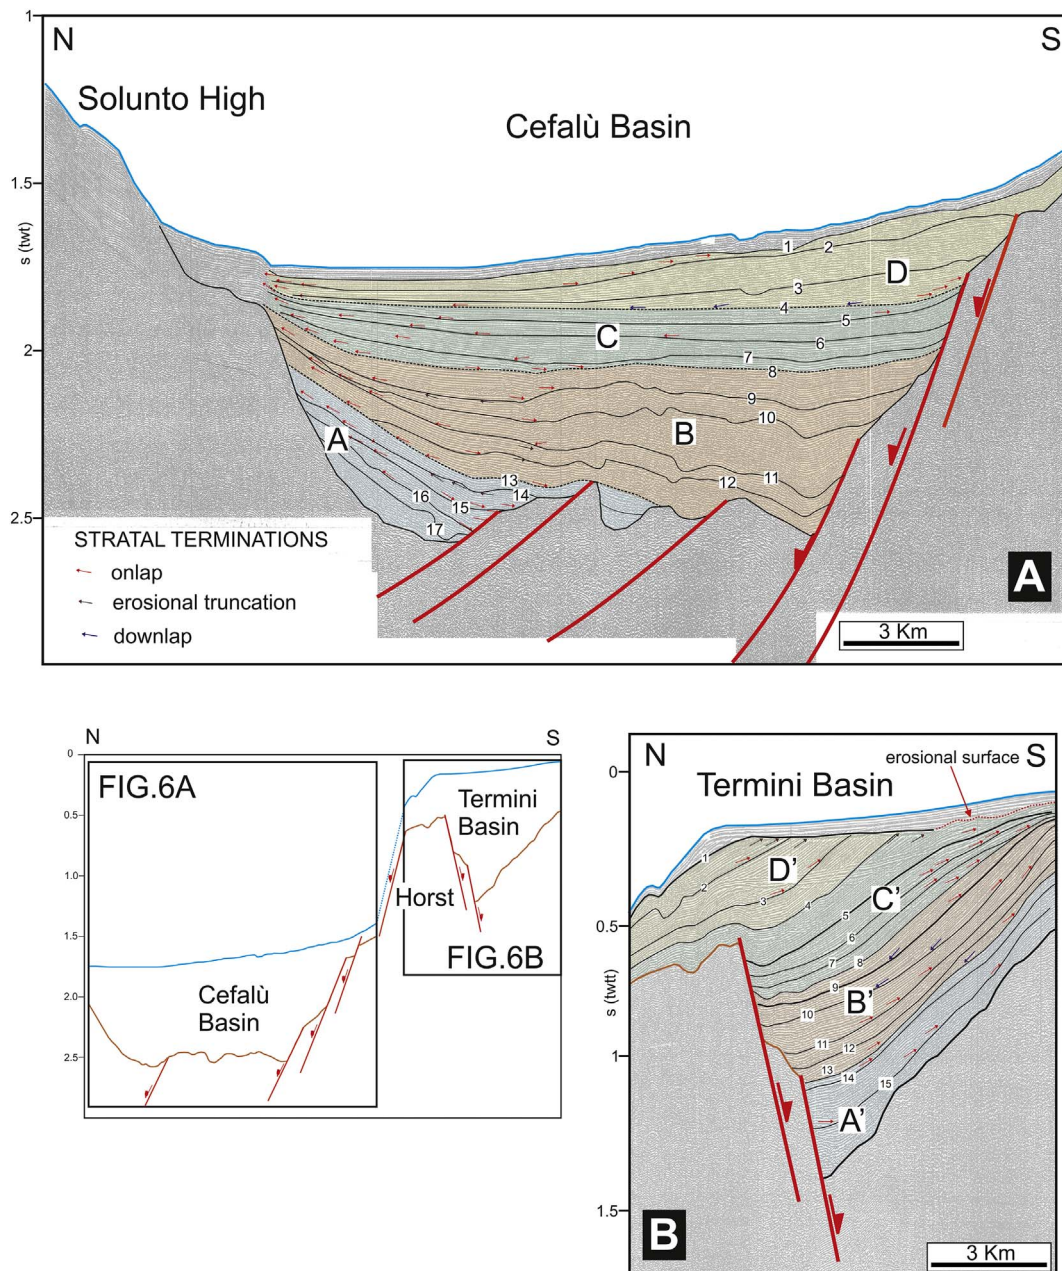 1
N
S
Solunto High
Cefalù Basin
1.5
s (twt)
1
2
D
3
4
5
C
6
2
7
8
9
10
A
B
11
13
12
14
16
15
2.5
17
STRATAL TERMINATIONS
onlap
erosional truncation
downlap
A
3 Km
N
S
0
FIG.6A
Termini
Basin
0.5
1.0
Horst
1.5
FIG.6B
Cefalù
Basin
2.0
2.5
N
erosional surface
S
0
Termini Basin
1
D'
2
3
4
C'
5
0.5
6
7
8
9
B'
s (twtt)
10
11
12
1
13
14
15
A'
1.5
B
3 Km